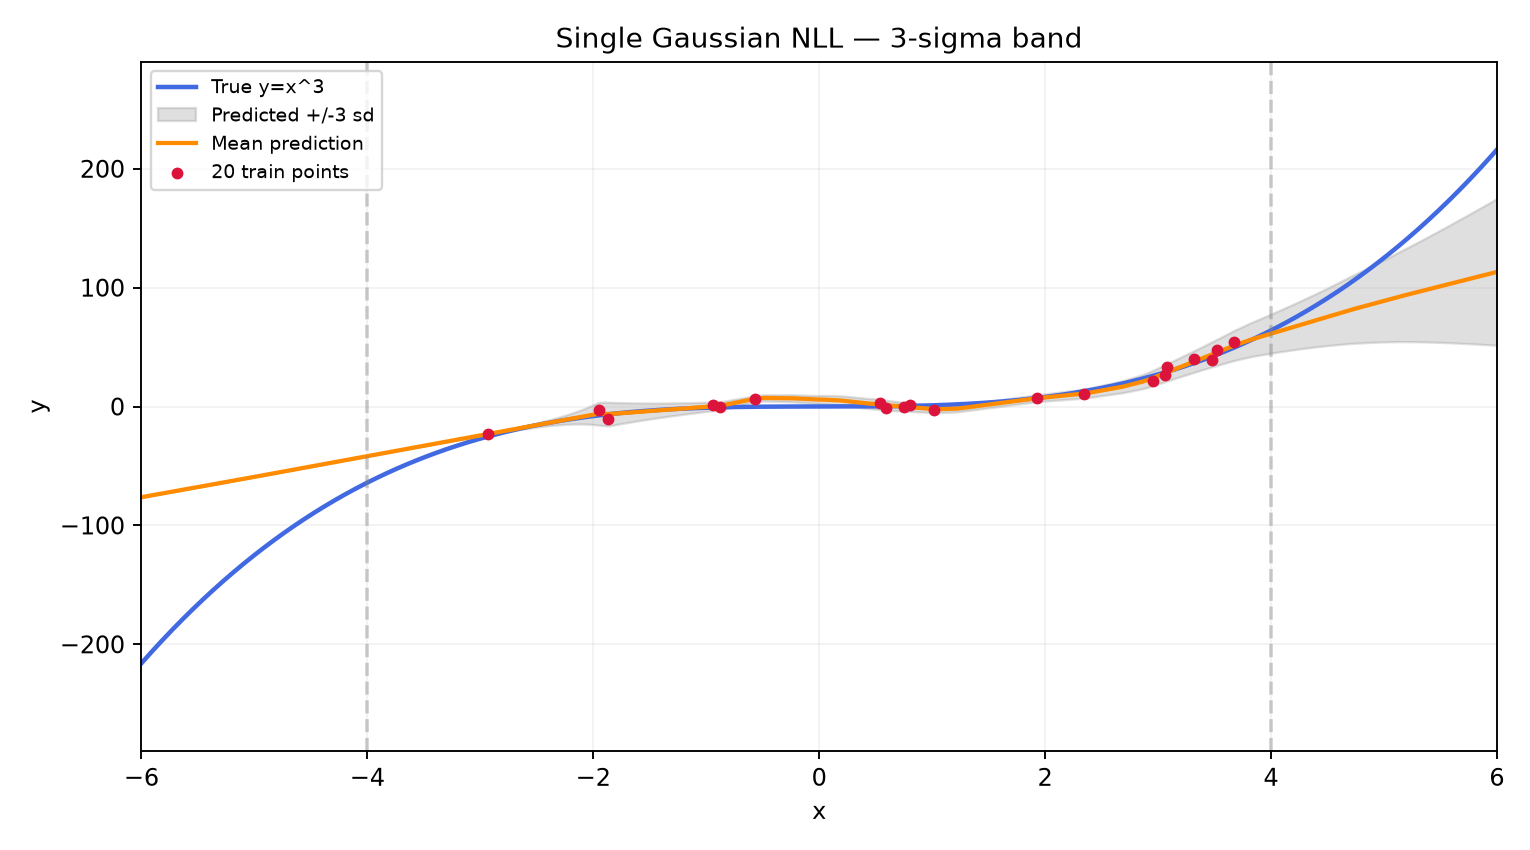 Single Gaussian NLL — 3-sigma band
True y=x^3
Predicted +/-3 sd
Mean prediction
20 train points
200
100
0
−100
−200
y
−6 −4 −2 0 2 4 6
x